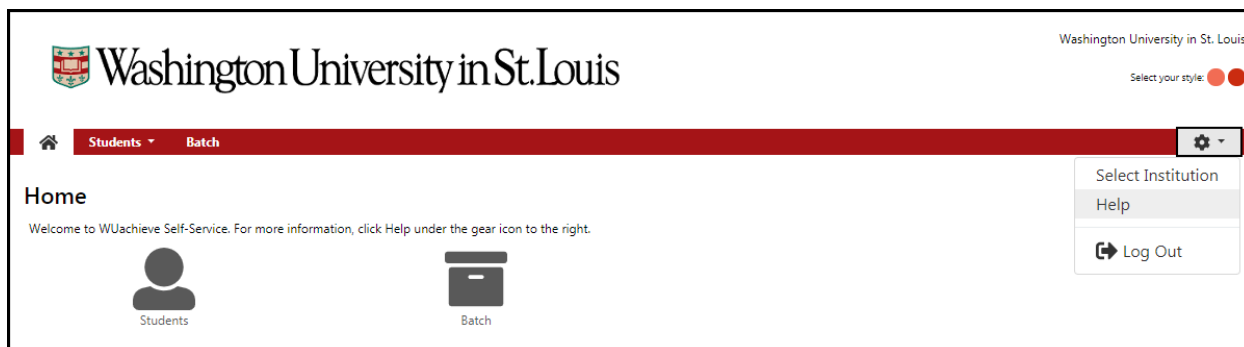 Washington University in St. Louis
Washington University in St.Louis
Select your style:
Students Batch
Select Institution
Home
Help
Welcome to WUachieve Self-Service. For more information, click Help under the gear icon to the right.
Log Out
Students Batch